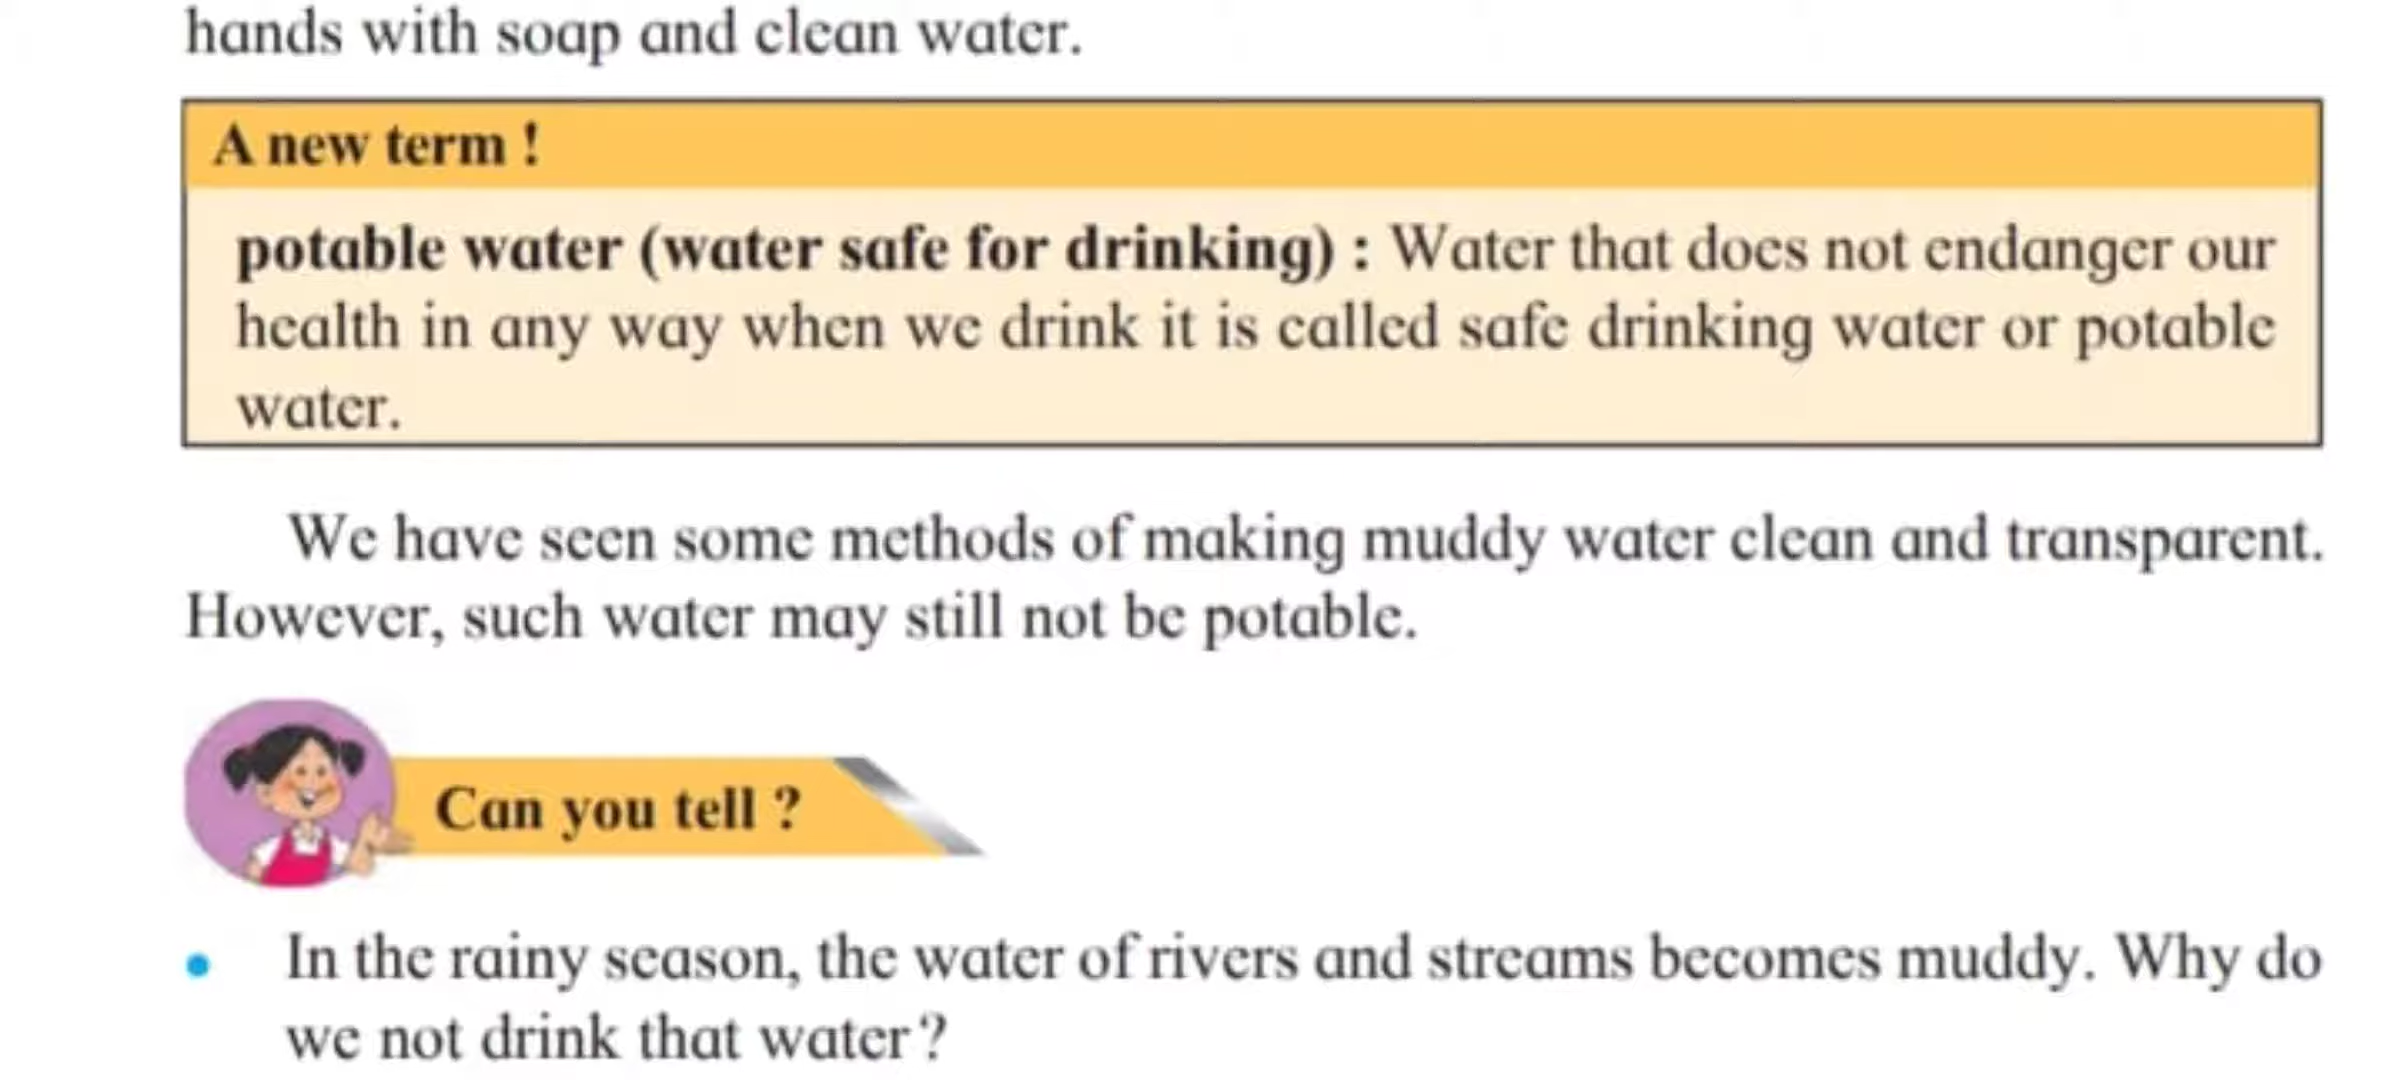 hands with soap and clean water.
A new term !
potable water (water safe for drinking) : Water that does not endanger our
health in any way when we drink it is called safe drinking water or potable
water.
We have seen some methods of making muddy water clean and transparent.
However, such water may still not be potable.
Can you tell ?
In the rainy season, the water of rivers and streams becomes muddy. Why do
we not drink that water?